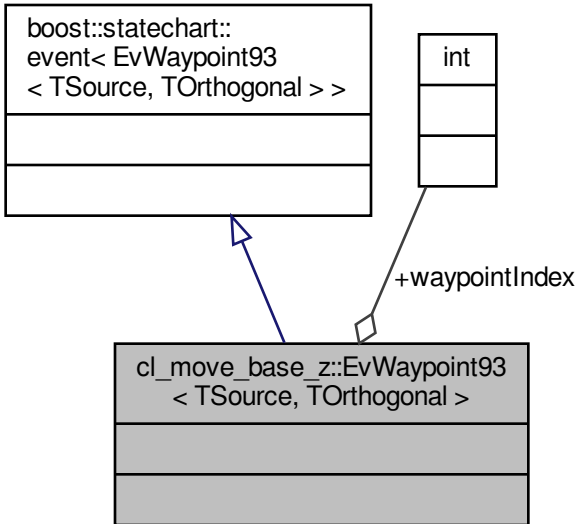 boost::statechart::
event< EvWaypoint93
< TSource, TOrthogonal > >
int
+waypointIndex
cl_move_base_z::EvWaypoint93
< TSource, TOrthogonal >